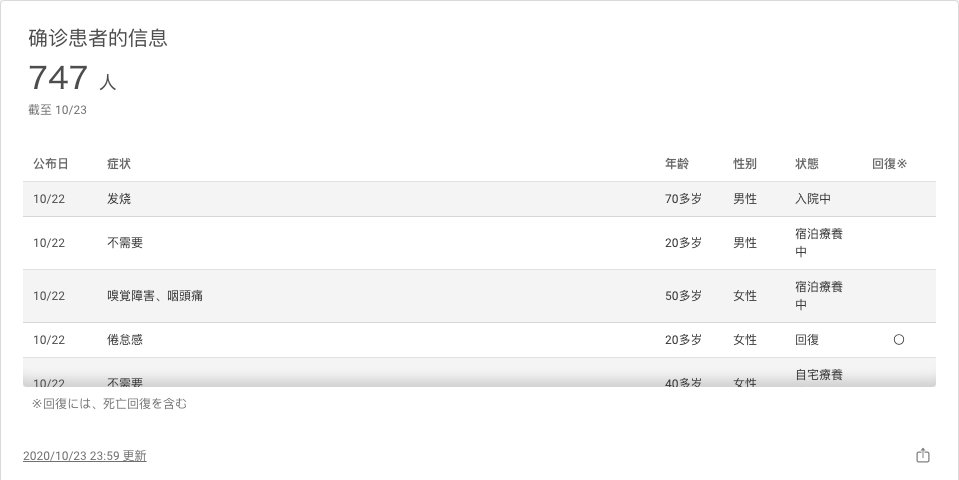 确诊患者的信息
747 人
截至 10/23
公布日 症状 年龄 性别 状態 回復※
10/22 发烧 70多岁 男性 入院中
10/22 不需要 20多岁 男性 宿泊療養
中
10/22 嗅覚障害、咽頭痛 50多岁 女性 宿泊療養
中
10/22 倦怠感 20多岁 女性 回復 〇
10/22 不需要 40多岁 女性 自宅療養
※回復には、死亡回復を含む
2020/10/23 23:59 更新